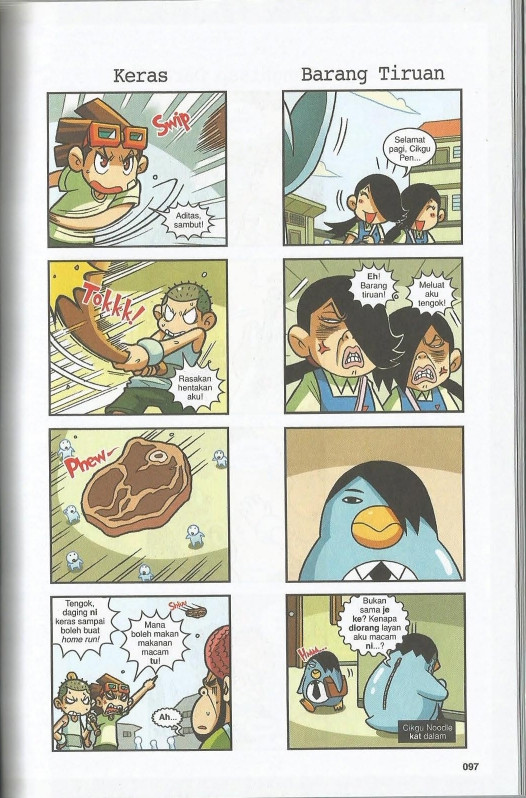 Keras
Swip
Aditas,
sambut!
Tokkk!
Rasakan
hentakan
aku!
Phew~
Tengok,
daging ni
keras sampai
boleh buat
home run!
Mana
boleh makan
makanan
macam
tu!
Ah...
Barang Tiruan
Selamat
pagi, Cikgu
Pen...
Eh!
Barang
tiruan!
Meluat
aku
tengok!
Bukan
sama je
ke? Kenapa
diorang layan
aku macam
ni...?
Cikgu Noodle
kat dalam
097